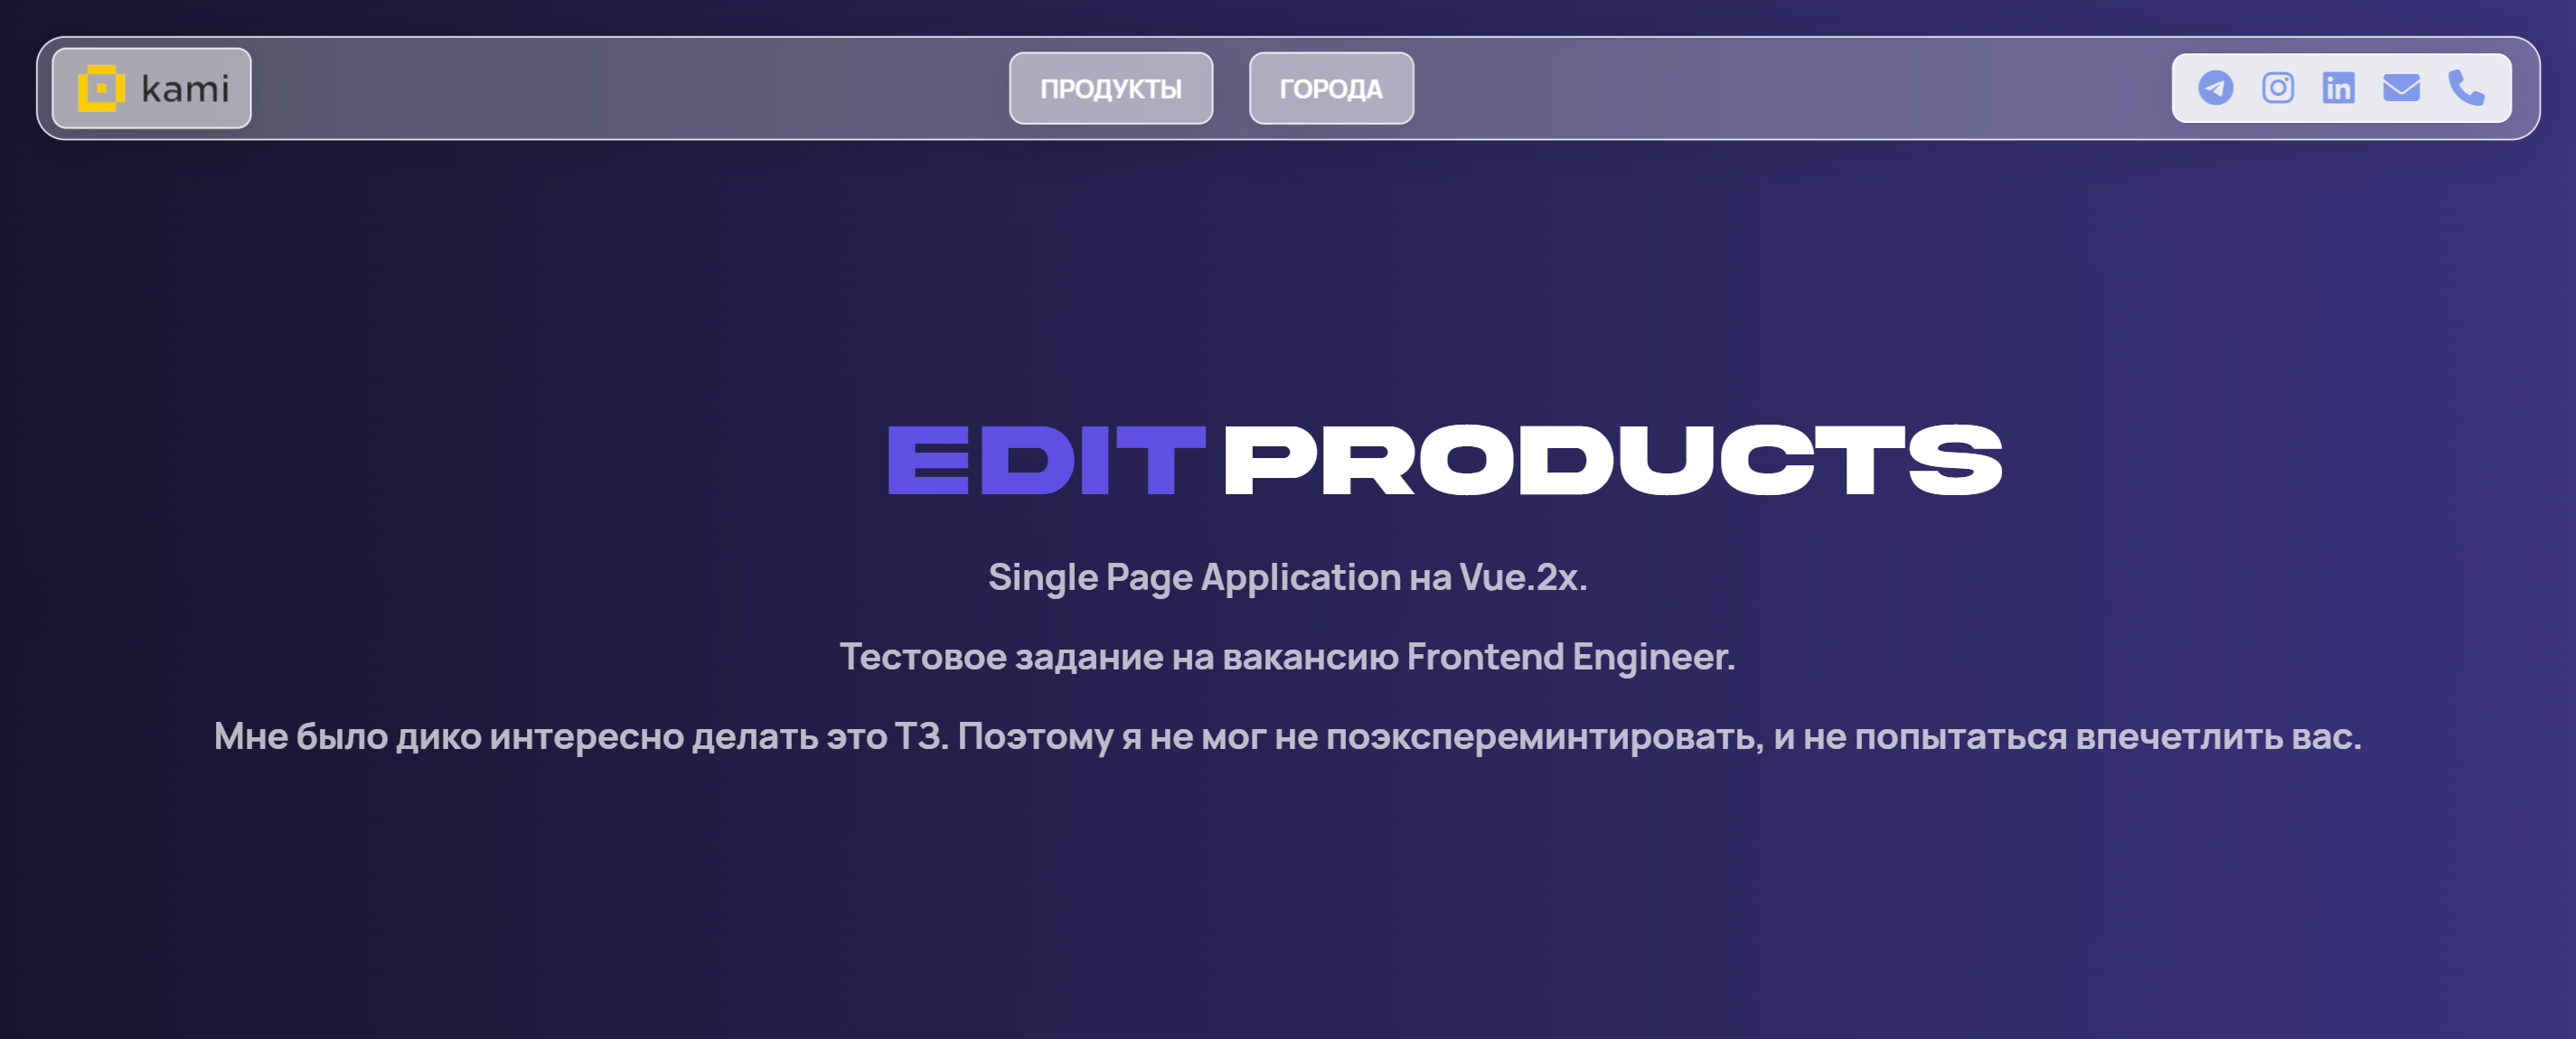 kami
ПРОДУКТЫ
ГОРОДА
EDIT PRODUCTS
Single Page Application на Vue.2x.
Тестовое задание на вакансию Frontend Engineer.
Мне было дико интересно делать это ТЗ. Поэтому я не мог не поэкспереминтировать, и не попытаться впечетлить вас.